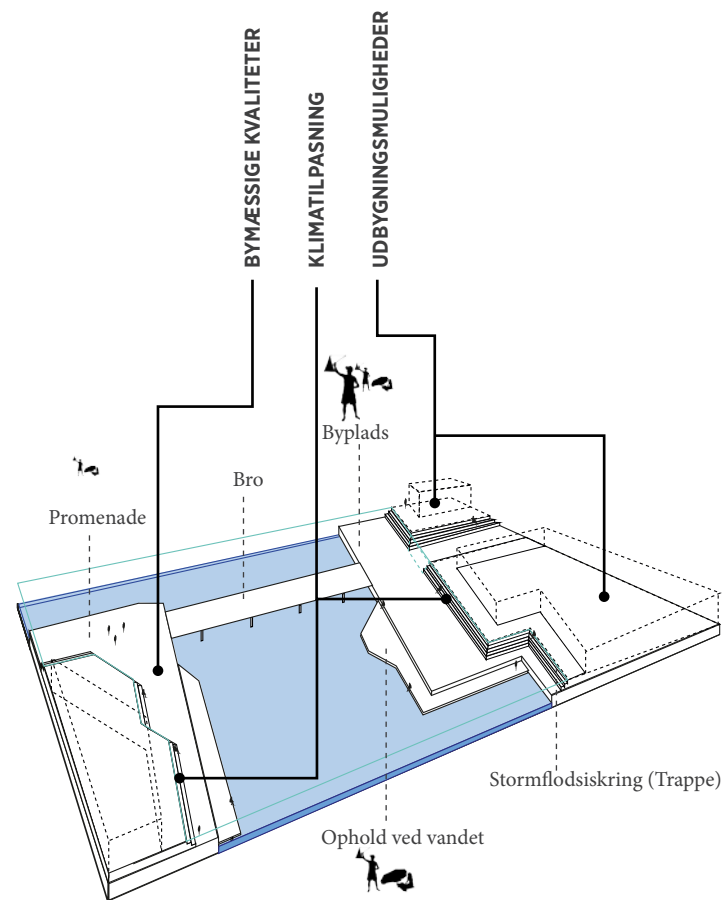 BYMÆSSIGE KVALITETER
KLIMATILPASNING
UDBYGNINGSMULIGHEDER
Byplads
Bro
Promenade
Stormflodsiskring (Trappe)
Ophold ved vandet